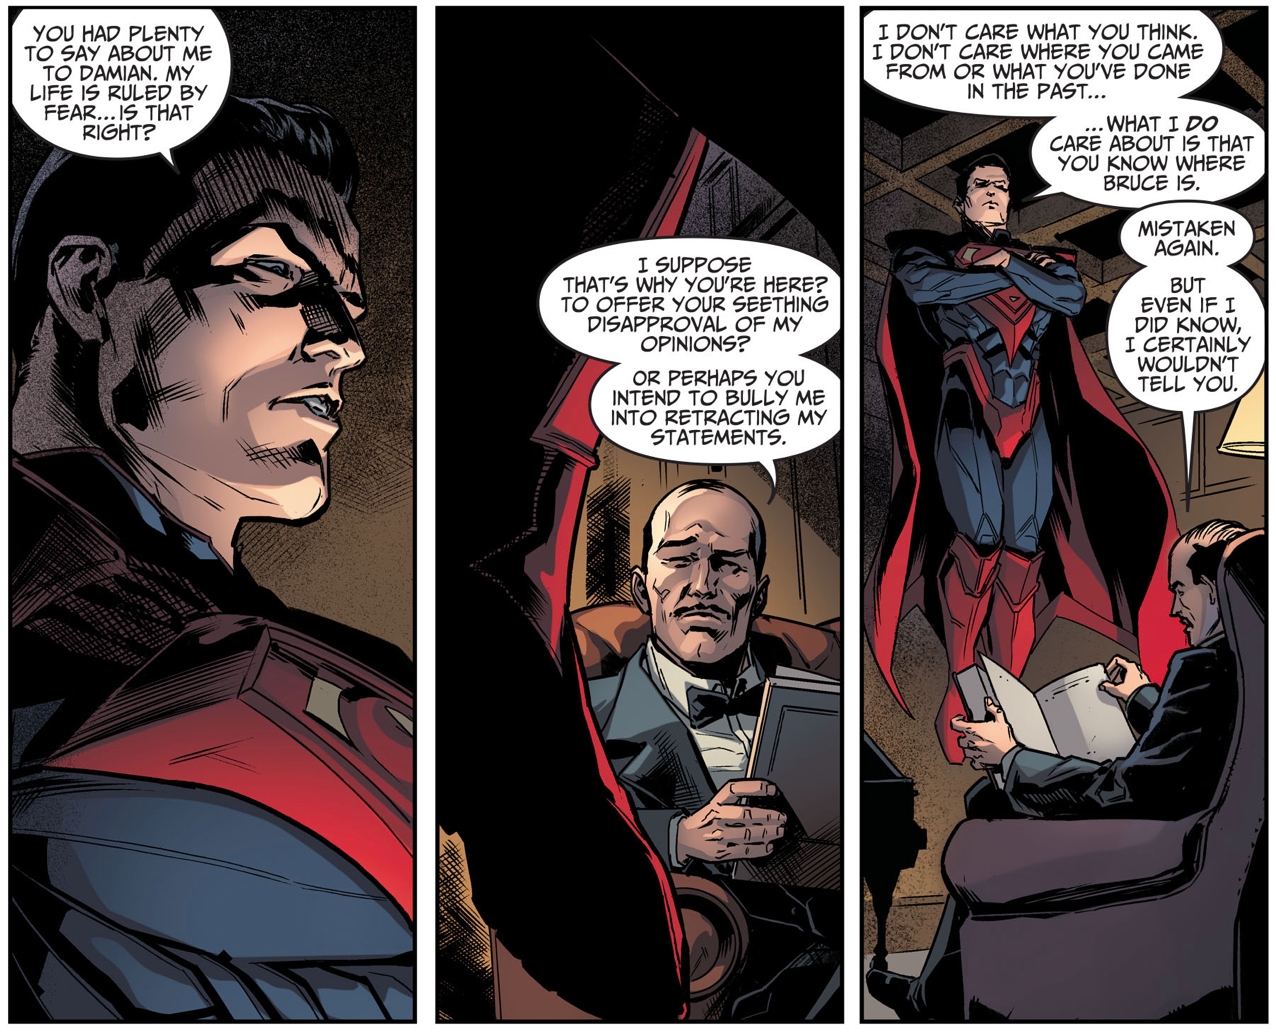 YOU HAD PLENTY
TO SAY ABOUT ME
TO DAMIAN. MY
LIFE IS RULED BY
FEAR...IS THAT
RIGHT?
I SUPPOSE
THAT'S WHY YOU'RE HERE?
TO OFFER YOUR SEETHING
DISAPPROVAL OF MY
OPINIONS?
OR PERHAPS YOU
INTEND TO BULLY ME
INTO RETRACTING MY
STATEMENTS.
I DON'T CARE WHAT YOU THINK.
I DON'T CARE WHERE YOU CAME
FROM OR WHAT YOU'VE DONE
IN THE PAST...
...WHAT I DO
CARE ABOUT IS THAT
YOU KNOW WHERE
BRUCE IS.
MISTAKEN
AGAIN.
BUT
EVEN IF I
DID KNOW,
I CERTAINLY
WOULDN'T
TELL YOU.